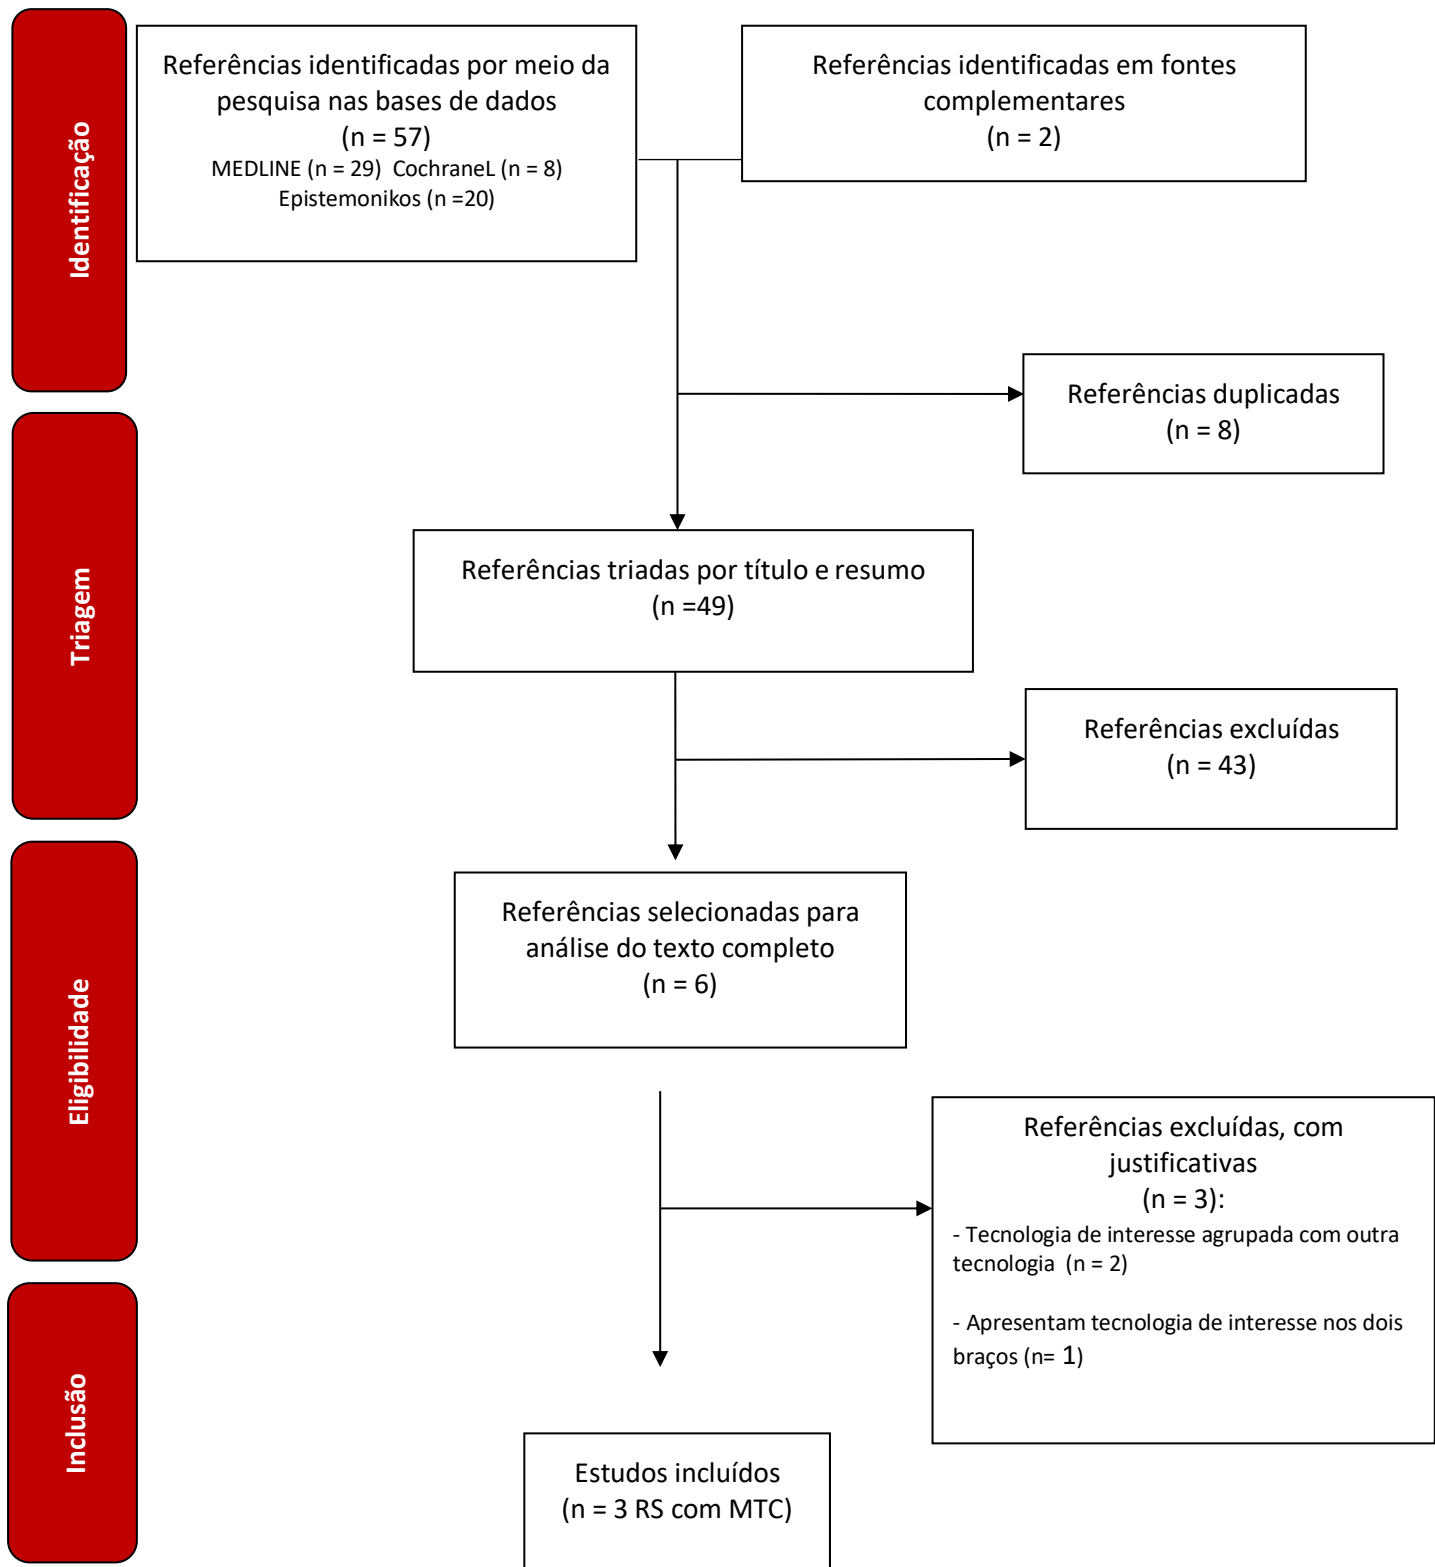 Identificação
Referências identificadas por meio da
pesquisa nas bases de dados
(n = 57)
MEDLINE (n = 29)  CochraneL (n = 8)
Epistemonikos (n =20)
Referências identificadas em fontes
complementares
(n = 2)
Referências duplicadas
(n = 8)
Triagem
Referências triadas por título e resumo
(n =49)
Referências excluídas
(n = 43)
Eligibilidade
Referências selecionadas para
análise do texto completo
(n = 6)
Referências excluídas, com
justificativas
(n = 3):
- Tecnologia de interesse agrupada com outra
tecnologia  (n = 2)
- Apresentam tecnologia de interesse nos dois
braços (n= 1)
Inclusão
Estudos incluídos
(n = 3 RS com MTC)